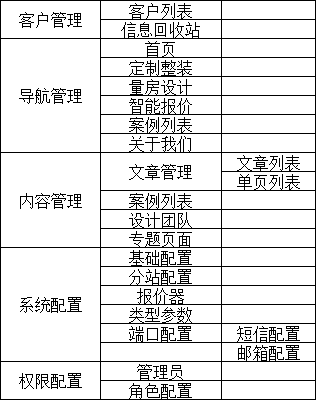 客户管理 客户列表
信息回收站
导航管理 首页
定制整装
量房设计
智能报价
案例列表
关于我们
内容管理 文章管理 文章列表
单页列表
案例列表
设计团队
专题页面
系统配置 基础配置
分站配置
报价器
类型参数
端口配置 短信配置
邮箱配置
权限配置 管理员
角色配置